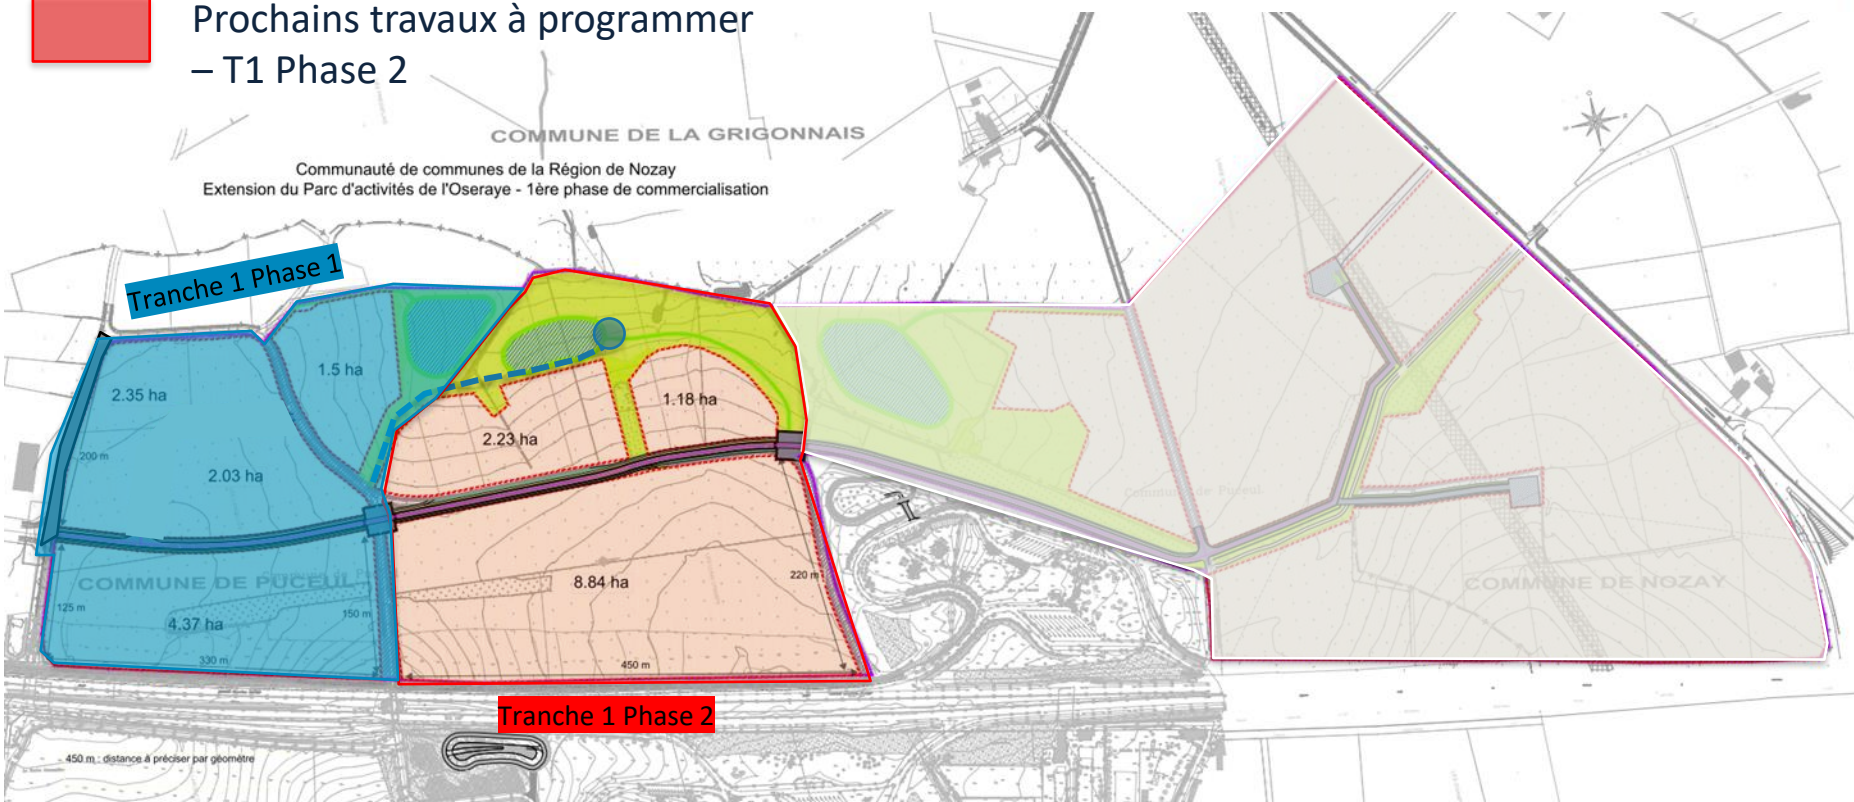 Prochains travaux à programmer
– T1 Phase 2
COMMUNE DE LA GRIGONNAIS
Communauté de communes de la Région de Nozay
Extension du Parc d'activités de l'Oseraye - 1ère phase de commercialisation
Tranche 1 Phase 1
1.5 ha
2.35 ha
1.18 ha
2.23 ha
200 m
2.03 ha
Commune de Puceul
8.84 ha
220 m
COMMUNE DE PUCEUL
COMMUNE DE NOZAY
125 m
150 m
4.37 ha
330 m
450 m
Tranche 1 Phase 2
450 m : distance à préciser par géomètre